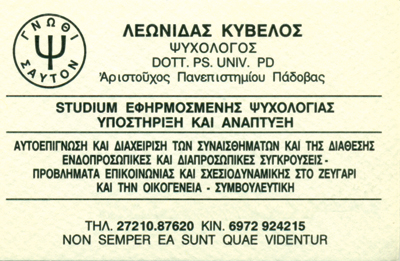 ΓΝΩΘΙ
Ψ
ΣΑΥΤΟΝ
ΛΕΩΝΙΔΑΣ ΚΥΒΕΛΟΣ
ΨΥΧΟΛΟΓΟΣ
DOTT. PS. UNIV. PD
Ἀριστοῦχος Πανεπιστημίου Πάδοβας
STUDIUM ΕΦΗΡΜΟΣΜΕΝΗΣ ΨΥΧΟΛΟΓΙΑΣ
ΥΠΟΣΤΗΡΙΞΗ ΚΑΙ ΑΝΑΠΤΥΞΗ
ΑΥΤΟΕΠΙΓΝΩΣΗ ΚΑΙ ΔΙΑΧΕΙΡΙΣΗ ΤΩΝ ΣΥΝΑΙΣΘΗΜΑΤΩΝ ΚΑΙ ΤΗΣ ΔΙΑΘΕΣΗΣ
ΕΝΔΟΠΡΟΣΩΠΙΚΕΣ ΚΑΙ ΔΙΑΠΡΟΣΩΠΙΚΕΣ ΣΥΓΚΡΟΥΣΕΙΣ -
ΠΡΟΒΛΗΜΑΤΑ ΕΠΙΚΟΙΝΩΝΙΑΣ ΚΑΙ ΣΧΕΣΙΟΔΥΝΑΜΙΚΗΣ ΣΤΟ ΖΕΥΓΑΡΙ
ΚΑΙ ΤΗΝ ΟΙΚΟΓΕΝΕΙΑ - ΣΥΜΒΟΥΛΕΥΤΙΚΗ
ΤΗΛ. 27210.87620 ΚΙΝ. 6972 924215
NON SEMPER EA SUNT QUAE VIDENTUR